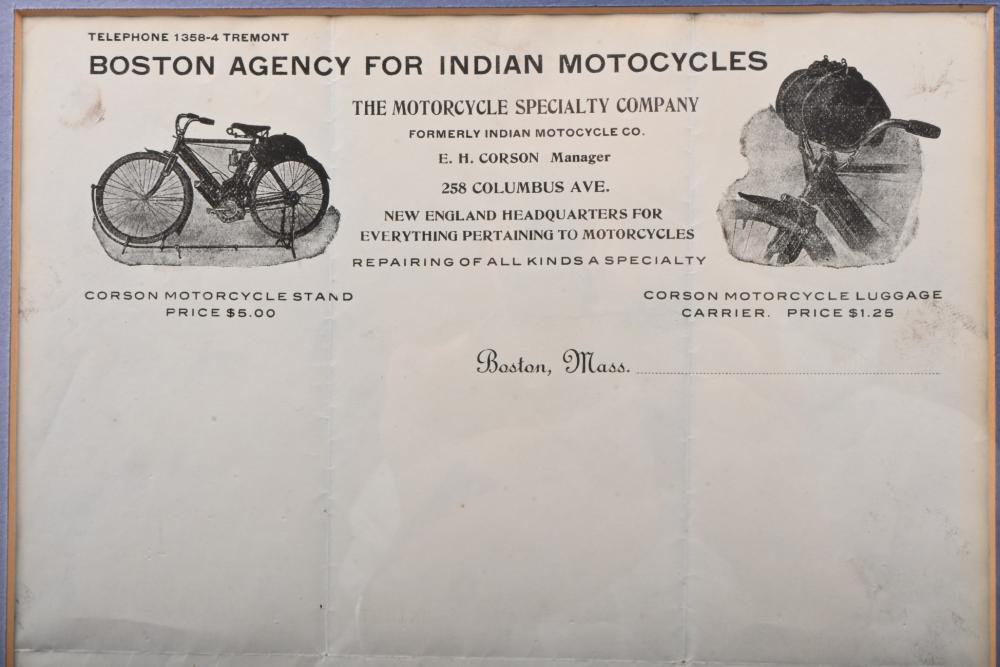 TELEPHONE 1358-4 TREMONT
BOSTON AGENCY FOR INDIAN MOTOCYCLES
THE MOTORCYCLE SPECIALTY COMPANY
FORMERLY INDIAN MOTOCYCLE CO.
E. H. CORSON Manager
258 COLUMBUS AVE.
NEW ENGLAND HEADQUARTERS FOR
EVERYTHING PERTAINING TO MOTORCYCLES
REPAIRING OF ALL KINDS A SPECIALTY
CORSON MOTORCYCLE STAND
PRICE $5.00
CORSON MOTORCYCLE LUGGAGE
CARRIER. PRICE $1.25
Boston, Mass.